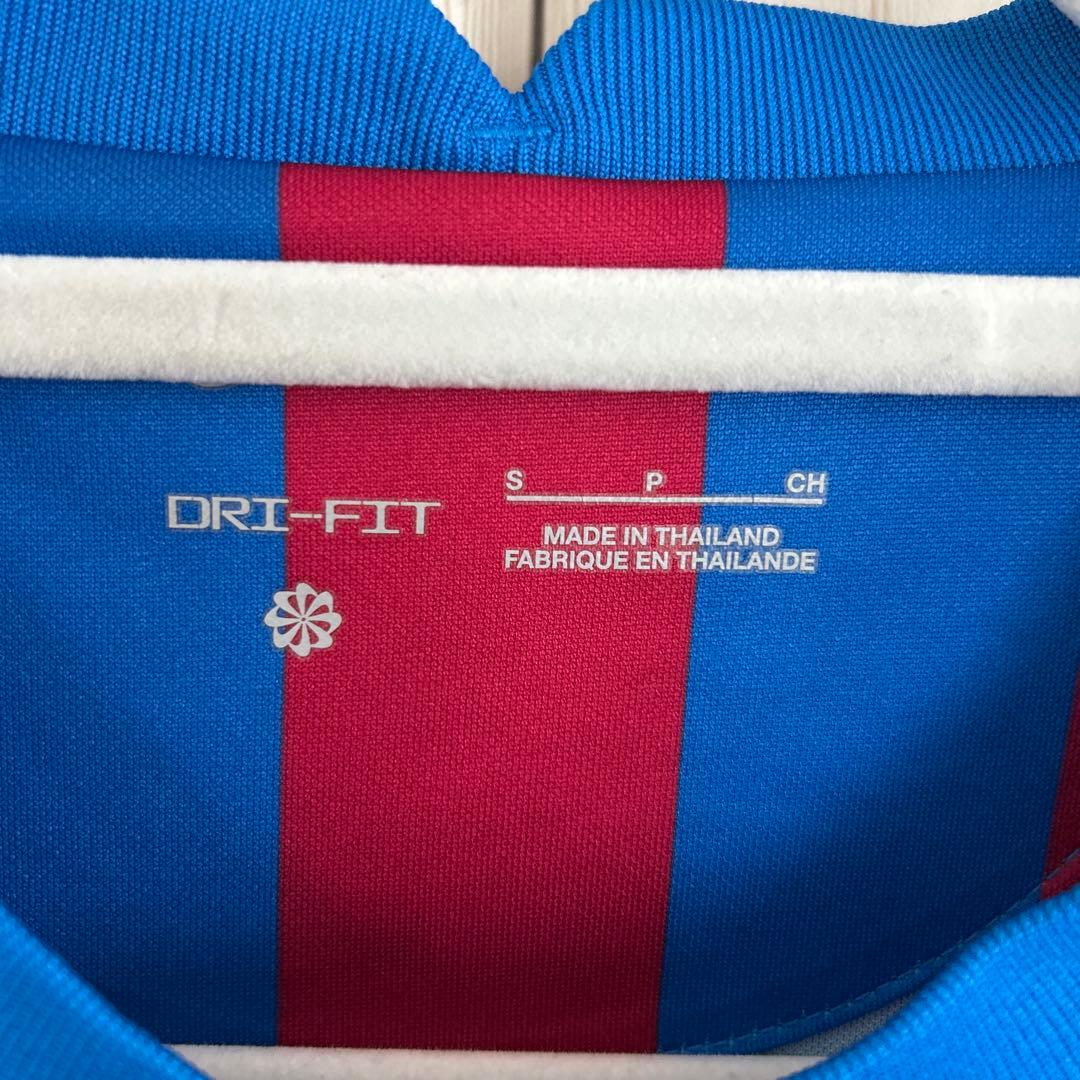 DRI-FIT
S P CH
MADE IN THAILAND
FABRIQUE EN THAILANDE